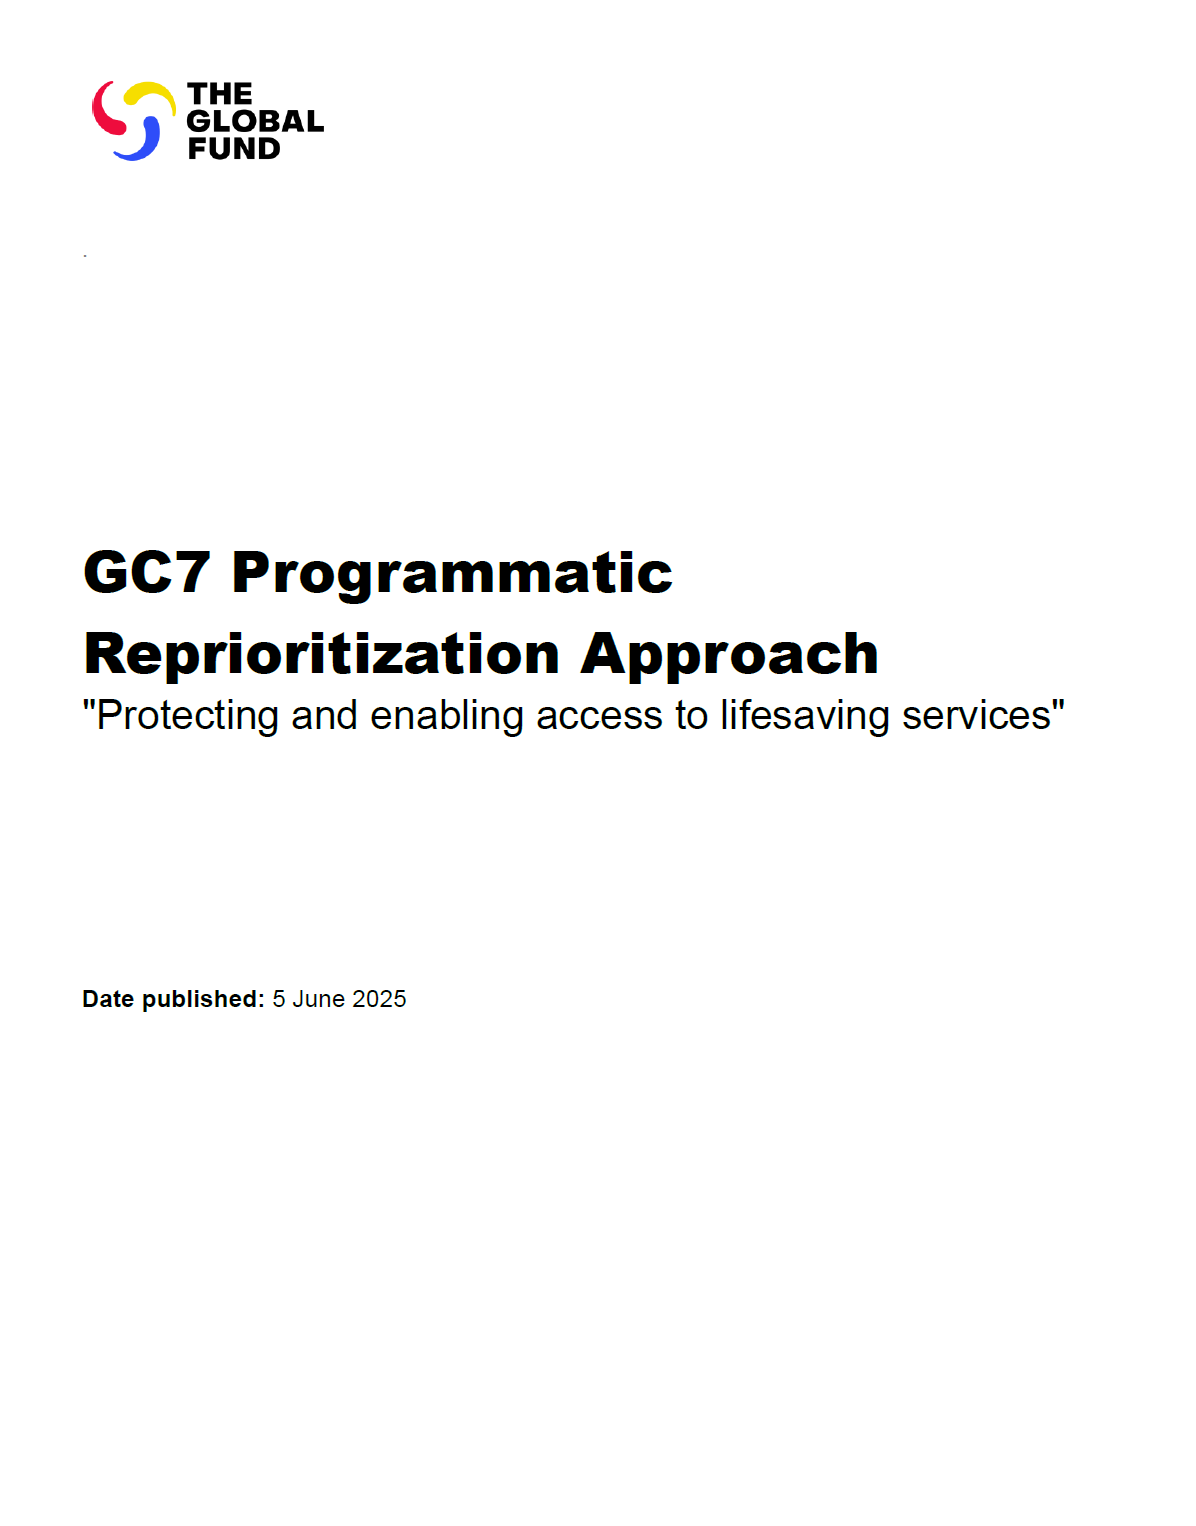 THE
GLOBAL
FUND
.
GC7 Programmatic
Reprioritization Approach
"Protecting and enabling access to lifesaving services"
Date published: 5 June 2025